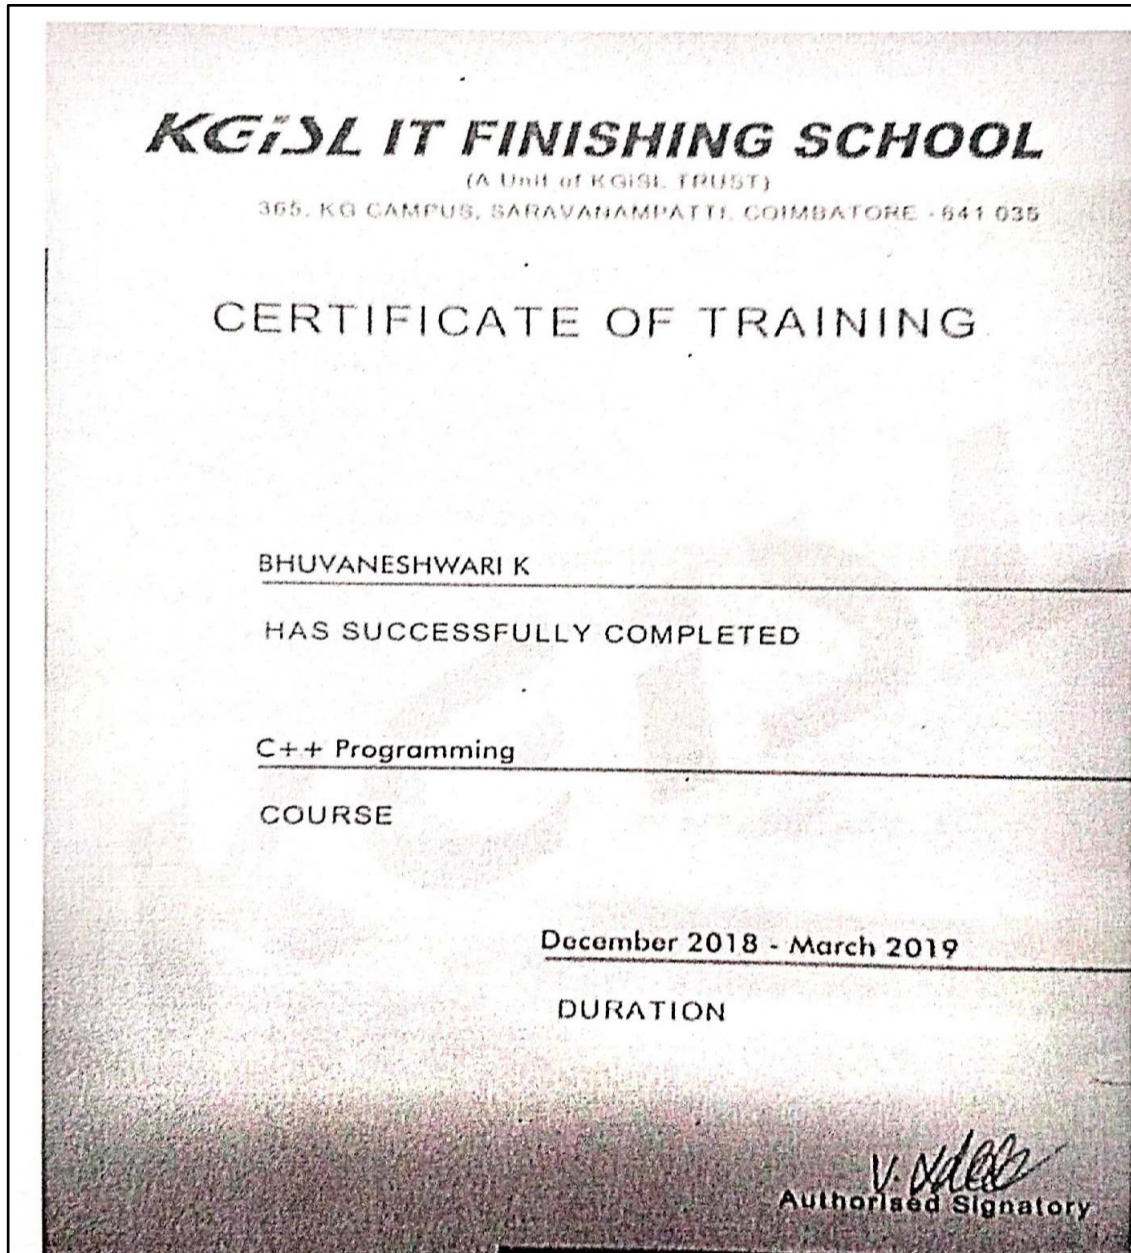 KGiSL IT FINISHING SCHOOL
(A Unit of KGiSL TRUST)
365, KG CAMPUS, SARAVANAMPATTI, COIMBATORE - 641 035
CERTIFICATE OF TRAINING
BHUVANESHWARI K
HAS SUCCESSFULLY COMPLETED
C++ Programming
COURSE
December 2018 - March 2019
DURATION
V.
Authorised Signatory